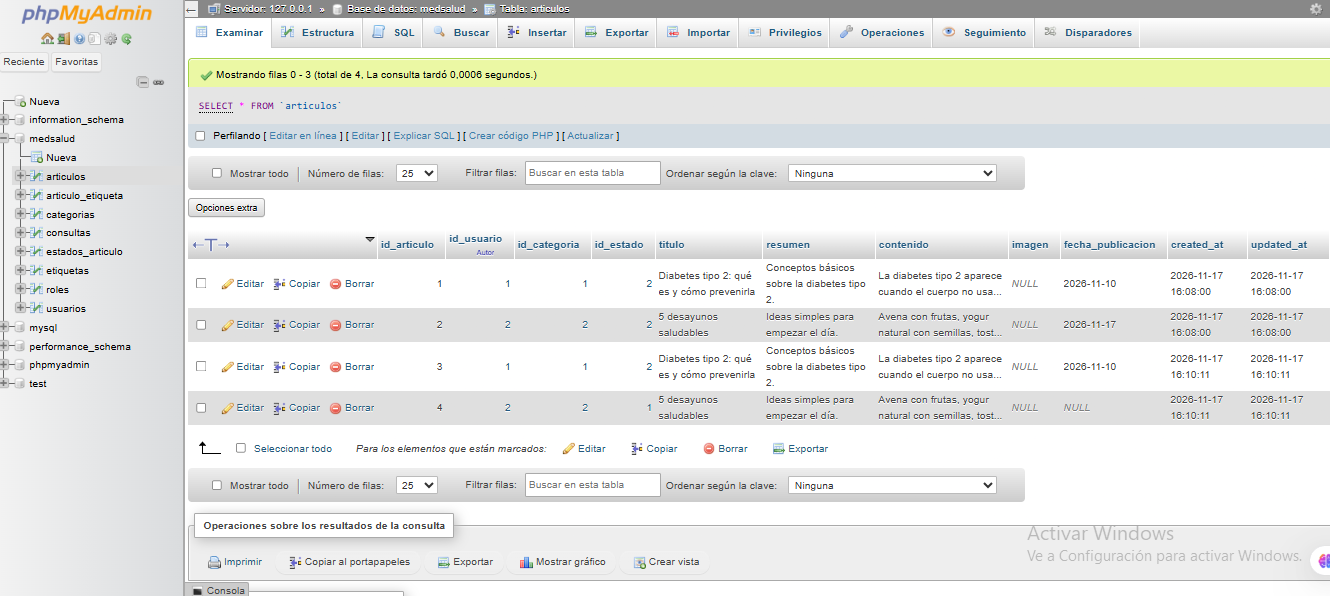 phpMyAdmin
Reciente Favoritas
Nueva
information_schema
medsalud
Nueva
articulos
articulo_etiqueta
categorias
consultas
estados_articulo
etiquetas
roles
usuarios
mysql
performance_schema
phpmyadmin
test
Servidor: 127.0.0.1 » Base de datos: medsalud » Tabla: articulos
Examinar Estructura SQL Buscar Insertar Exportar Importar Privilegios Operaciones Seguimiento Disparadores
Mostrando filas 0 - 3 (total de 4, La consulta tardó 0,0006 segundos.)
SELECT * FROM `articulos`
Perfilando [ Editar en línea ] [ Editar ] [ Explicar SQL ] [ Crear código PHP ] [ Actualizar ]
Mostrar todo Número de filas: 25 Filtrar filas: Buscar en esta tabla Ordenar según la clave: Ninguna
Opciones extra
←T→ id_articulo id_usuario id_categoria id_estado titulo resumen contenido imagen fecha_publicacion created_at updated_at
Autor
Editar Copiar Borrar 1 1 1 2 Diabetes tipo 2: qué es y cómo prevenirla Conceptos básicos sobre la diabetes tipo 2. La diabetes tipo 2 aparece cuando el cuerpo no usa... NULL 2026-11-10 2026-11-17 16:08:00 2026-11-17 16:08:00
Editar Copiar Borrar 2 2 2 2 5 desayunos saludables Ideas simples para empezar el día. Avena con frutas, yogur natural con semillas, tost... NULL 2026-11-17 2026-11-17 16:08:00 2026-11-17 16:08:00
Editar Copiar Borrar 3 1 1 2 Diabetes tipo 2: qué es y cómo prevenirla Conceptos básicos sobre la diabetes tipo 2. La diabetes tipo 2 aparece cuando el cuerpo no usa... NULL 2026-11-10 2026-11-17 16:10:11 2026-11-17 16:10:11
Editar Copiar Borrar 4 2 2 1 5 desayunos saludables Ideas simples para empezar el día. Avena con frutas, yogur natural con semillas, tost... NULL NULL 2026-11-17 16:10:11 2026-11-17 16:10:11
Seleccionar todo Para los elementos que están marcados: Editar Copiar Borrar Exportar
Mostrar todo Número de filas: 25 Filtrar filas: Buscar en esta tabla Ordenar según la clave: Ninguna
Operaciones sobre los resultados de la consulta
Imprimir Copiar al portapapeles Exportar Mostrar gráfico Crear vista
Activar Windows
Ve a Configuración para activar Windows.
Consola